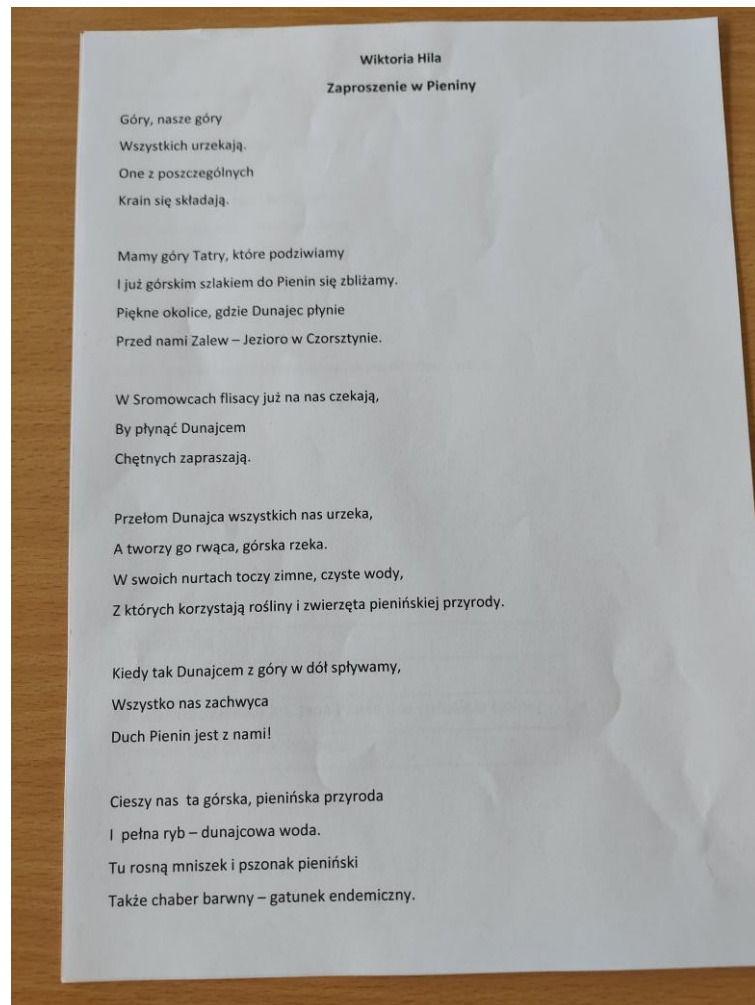 Wiktoria Hila
Zaproszenie w Pieniny
Góry, nasze góry
Wszystkich urzekają.
One z poszczególnych
Krain się składają.
Mamy góry Tatry, które podziwiamy
I już górskim szlakiem do Pienin się zbliżamy.
Piękne okolice, gdzie Dunajec płynie
Przed nami Zalew – Jezioro w Czorsztynie.
W Sromowcach flisacy już na nas czekają,
By płynąć Dunajcem
Chętnych zapraszają.
Przełom Dunajca wszystkich nas urzeka,
A tworzy go rwąca, górska rzeka.
W swoich nurtach toczy zimne, czyste wody,
Z których korzystają rośliny i zwierzęta pienińskiej przyrody.
Kiedy tak Dunajcem z góry w dół spływamy,
Wszystko nas zachwyca
Duch Pienin jest z nami!
Cieszy nas  ta górska, pienińska przyroda
I  pełna ryb – dunajcowa woda.
Tu rosną mniszek i pszonak pieniński
Także chaber barwny – gatunek endemiczny.